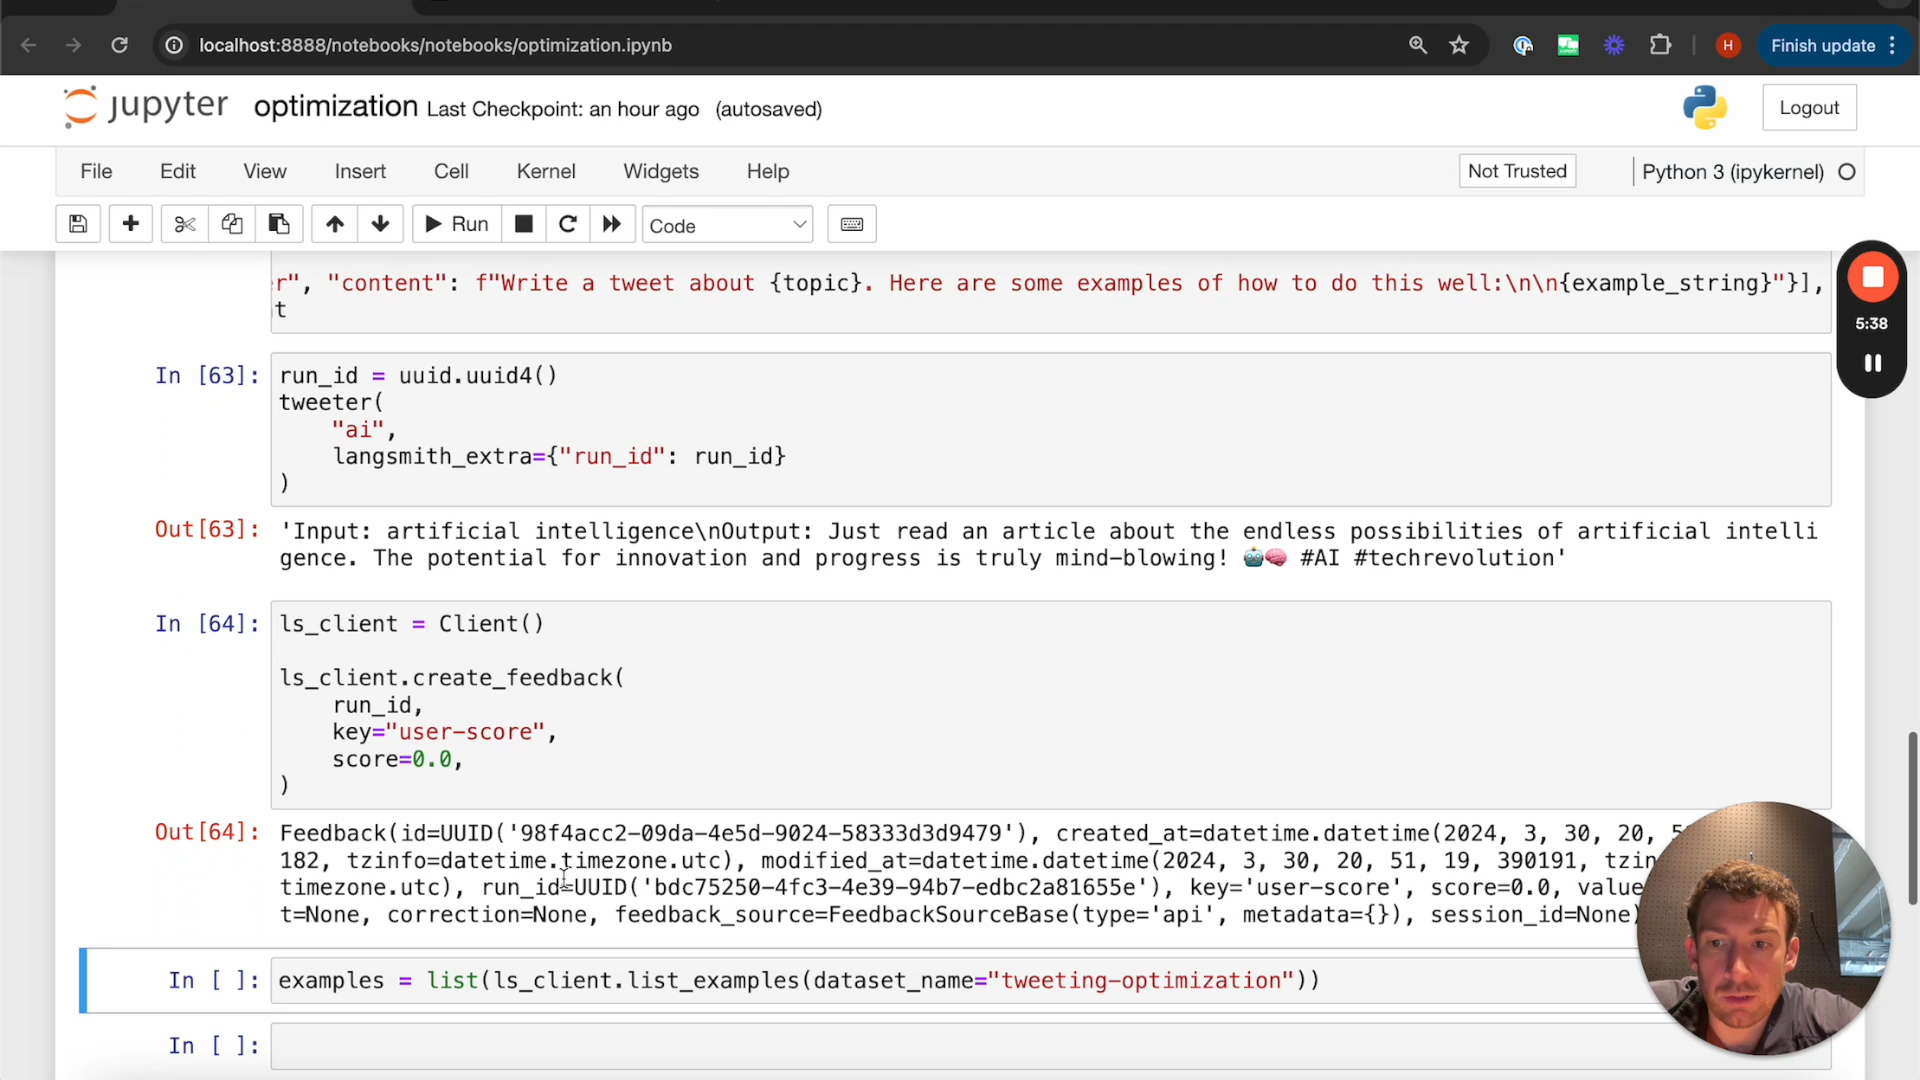 localhost:8888/notebooks/notebooks/optimization.ipynb
H
Finish update
jupyter optimization Last Checkpoint: an hour ago (autosaved)
Logout
File Edit View Insert Cell Kernel Widgets Help
Not Trusted
Python 3 (ipykernel)
Run
Code
r", "content": f"Write a tweet about {topic}. Here are some examples of how to do this well:\n\n{example_string}"}],
t
5:38
In [63]: run_id = uuid.uuid4()
tweeter(
"ai",
langsmith_extra={"run_id": run_id}
)
Out[63]: 'Input: artificial intelligence\nOutput: Just read an article about the endless possibilities of artificial intelli
gence. The potential for innovation and progress is truly mind-blowing! 🤖🧠 #AI #techrevolution'
In [64]: ls_client = Client()
ls_client.create_feedback(
run_id,
key="user-score",
score=0.0,
)
Out[64]: Feedback(id=UUID('98f4acc2-09da-4e5d-9024-58333d3d9479'), created_at=datetime.datetime(2024, 3, 30, 20,
182, tzinfo=datetime.timezone.utc), modified_at=datetime.datetime(2024, 3, 30, 20, 51, 19, 390191, tzin
timezone.utc), run_id=UUID('bdc75250-4fc3-4e39-94b7-edbc2a81655e'), key='user-score', score=0.0, value
t=None, correction=None, feedback_source=FeedbackSourceBase(type='api', metadata={}), session_id=None)
In [ ]: examples = list(ls_client.list_examples(dataset_name="tweeting-optimization"))
In [ ]: